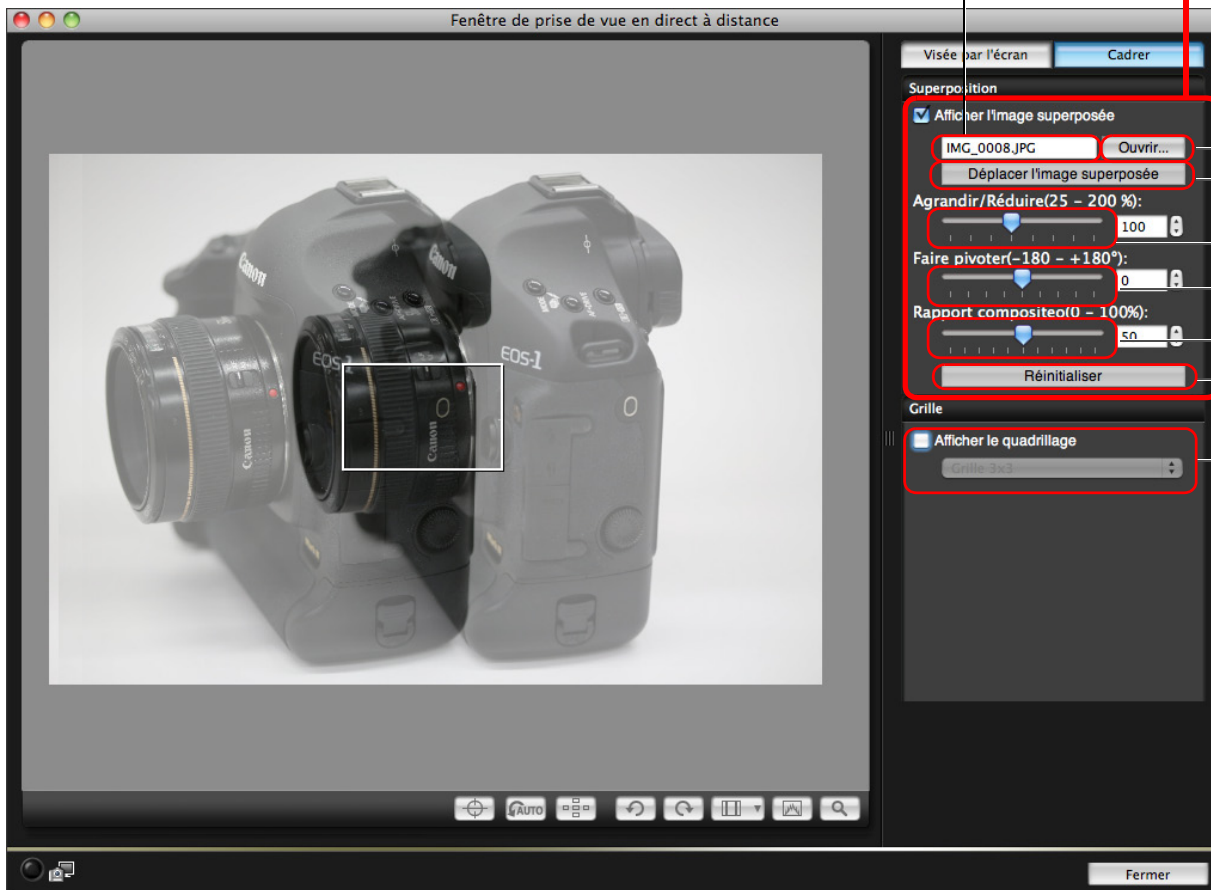 Fenêtre de prise de vue en direct à distance
Visée par l'écran
Cadrer
Superposition
Afficher l'image superposée
IMG_0008.JPG
Ouvrir...
Déplacer l'image superposée
Agrandir/Réduire(25 – 200 %):
100
Faire pivoter(–180 – +180°):
0
Rapport compositeo(0 – 100%):
50
Réinitialiser
Grille
Afficher le quadrillage
Grille 3x3
Canon
Canon
EOS-1
EOS-1
Canon
Canon
AUTO
Fermer